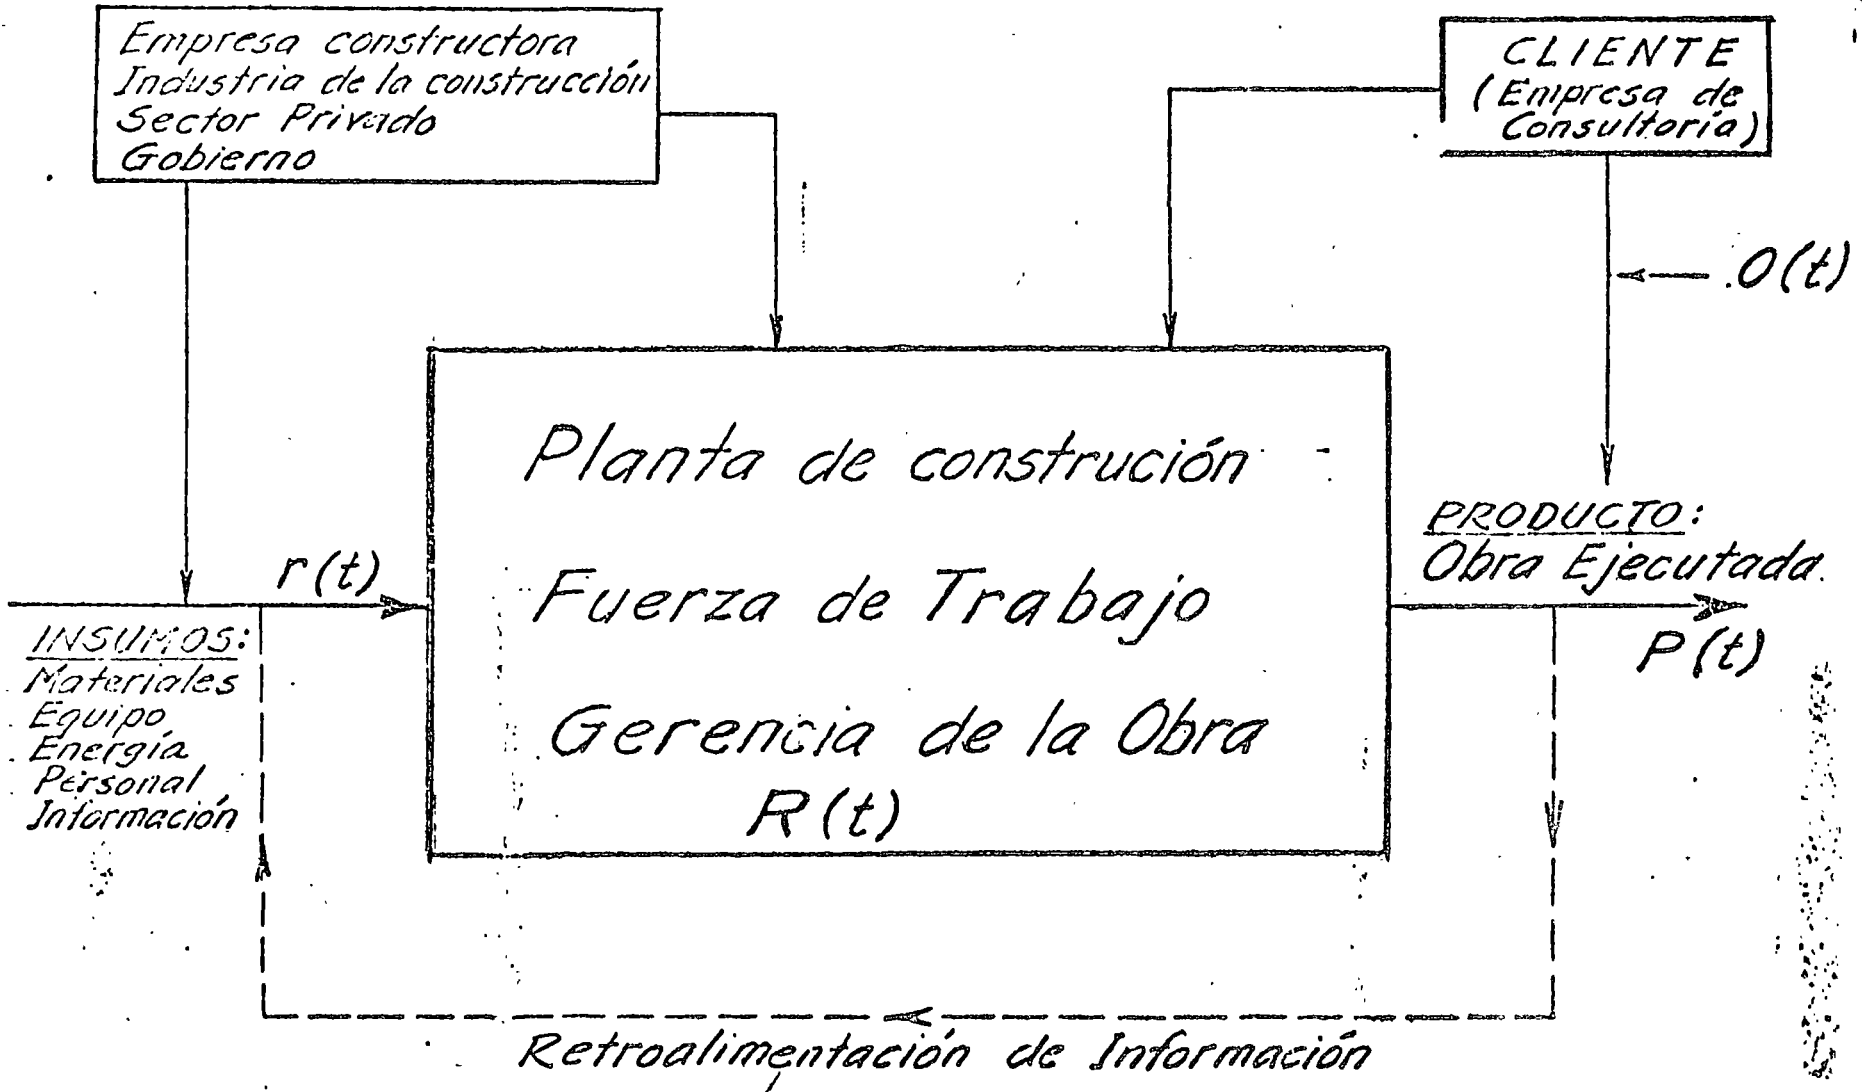 Empresa constructora
Industria de la construcción
Sector Privado
Gobierno
CLIENTE
(Empresa de
Consultoría)
O(t)
Planta de construción
Fuerza de Trabajo
Gerencia de la Obra
R(t)
r(t)
INSUMOS:
Materiales
Equipo
Energía
Personal
Información
PRODUCTO:
Obra Ejecutada.
P(t)
Retroalimentación de Información